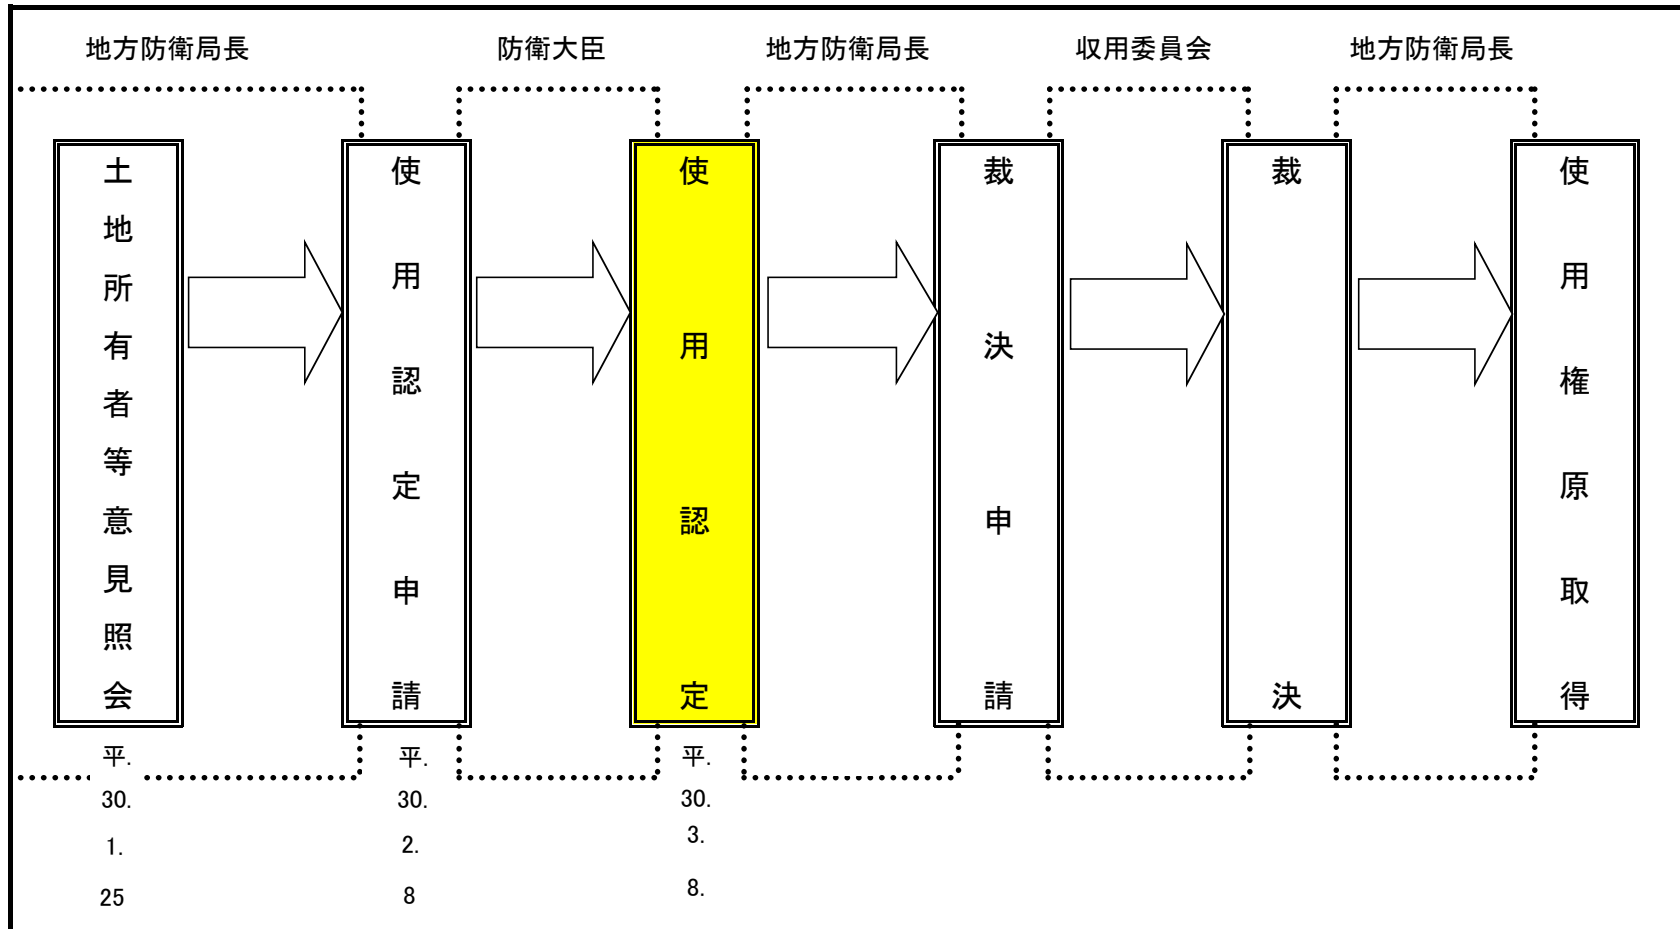 地方防衛局長
防衛大臣
地方防衛局長
収用委員会
地方防衛局長
土地所有者等意見照会
使用認定申請
使用認定
裁決申請
裁決
使用権原取得
平.
30.
1.
25
平.
30.
2.
8
平.
30.
3.
8.